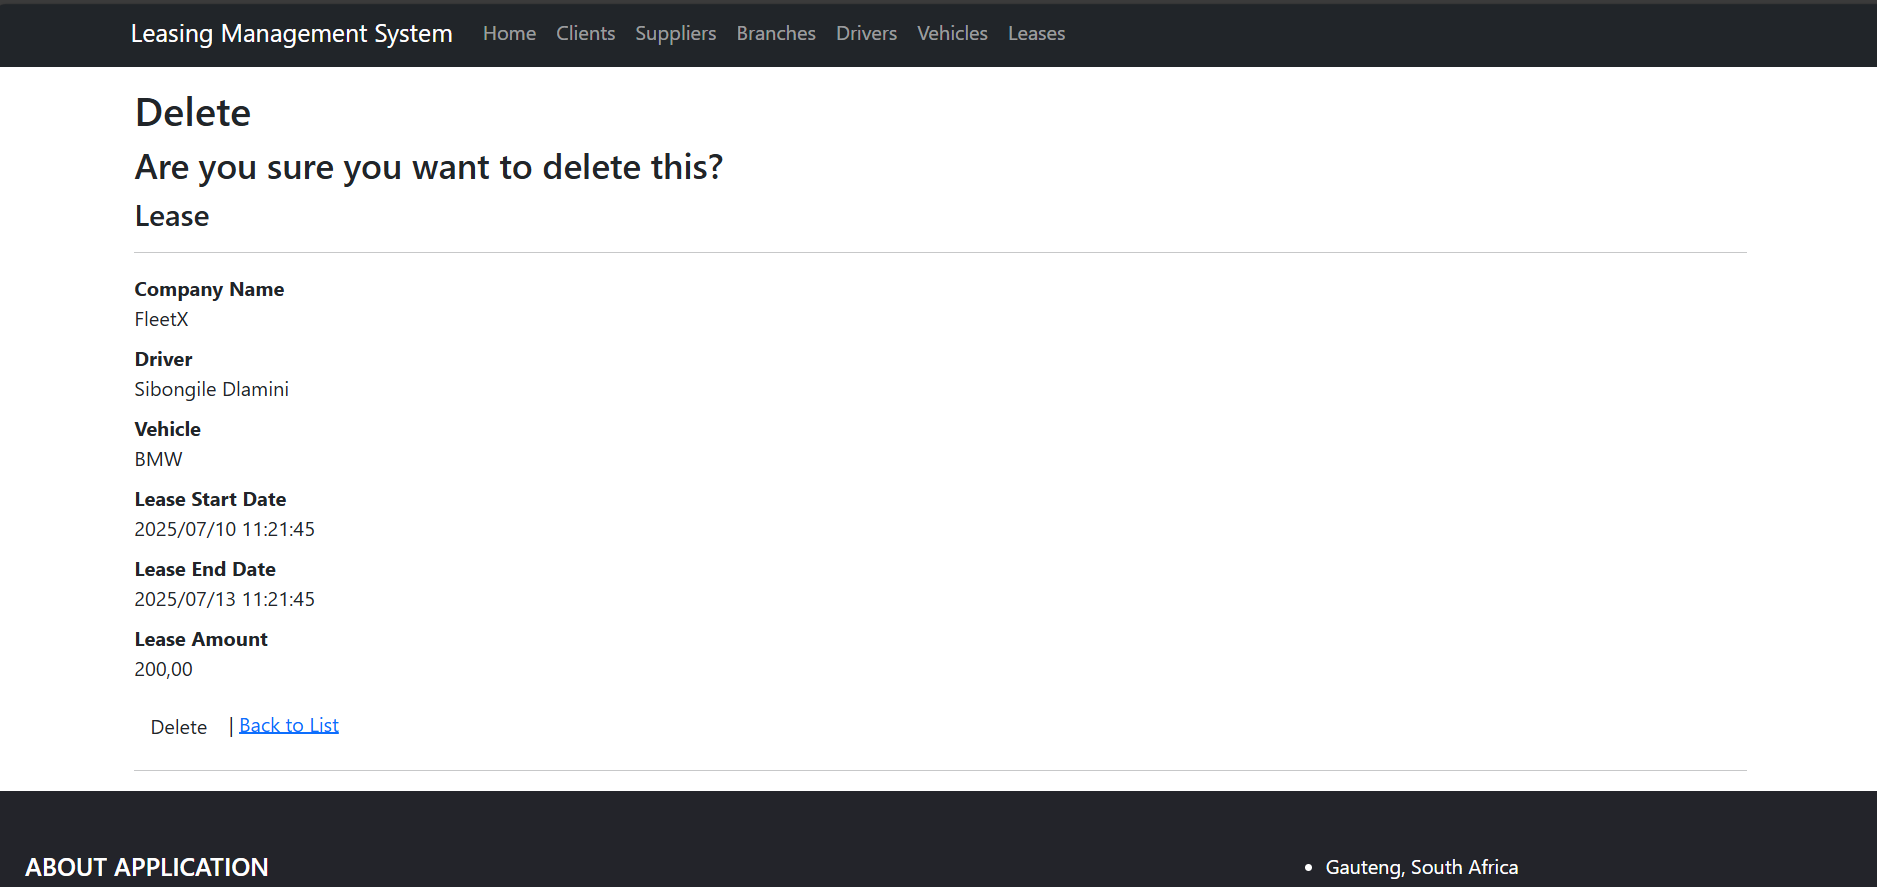 Leasing Management System Home Clients Suppliers Branches Drivers Vehicles Leases
Delete
Are you sure you want to delete this?
Lease
Company Name
FleetX
Driver
Sibongile Dlamini
Vehicle
BMW
Lease Start Date
2025/07/10 11:21:45
Lease End Date
2025/07/13 11:21:45
Lease Amount
200,00
Delete | Back to List
ABOUT APPLICATION
• Gauteng, South Africa